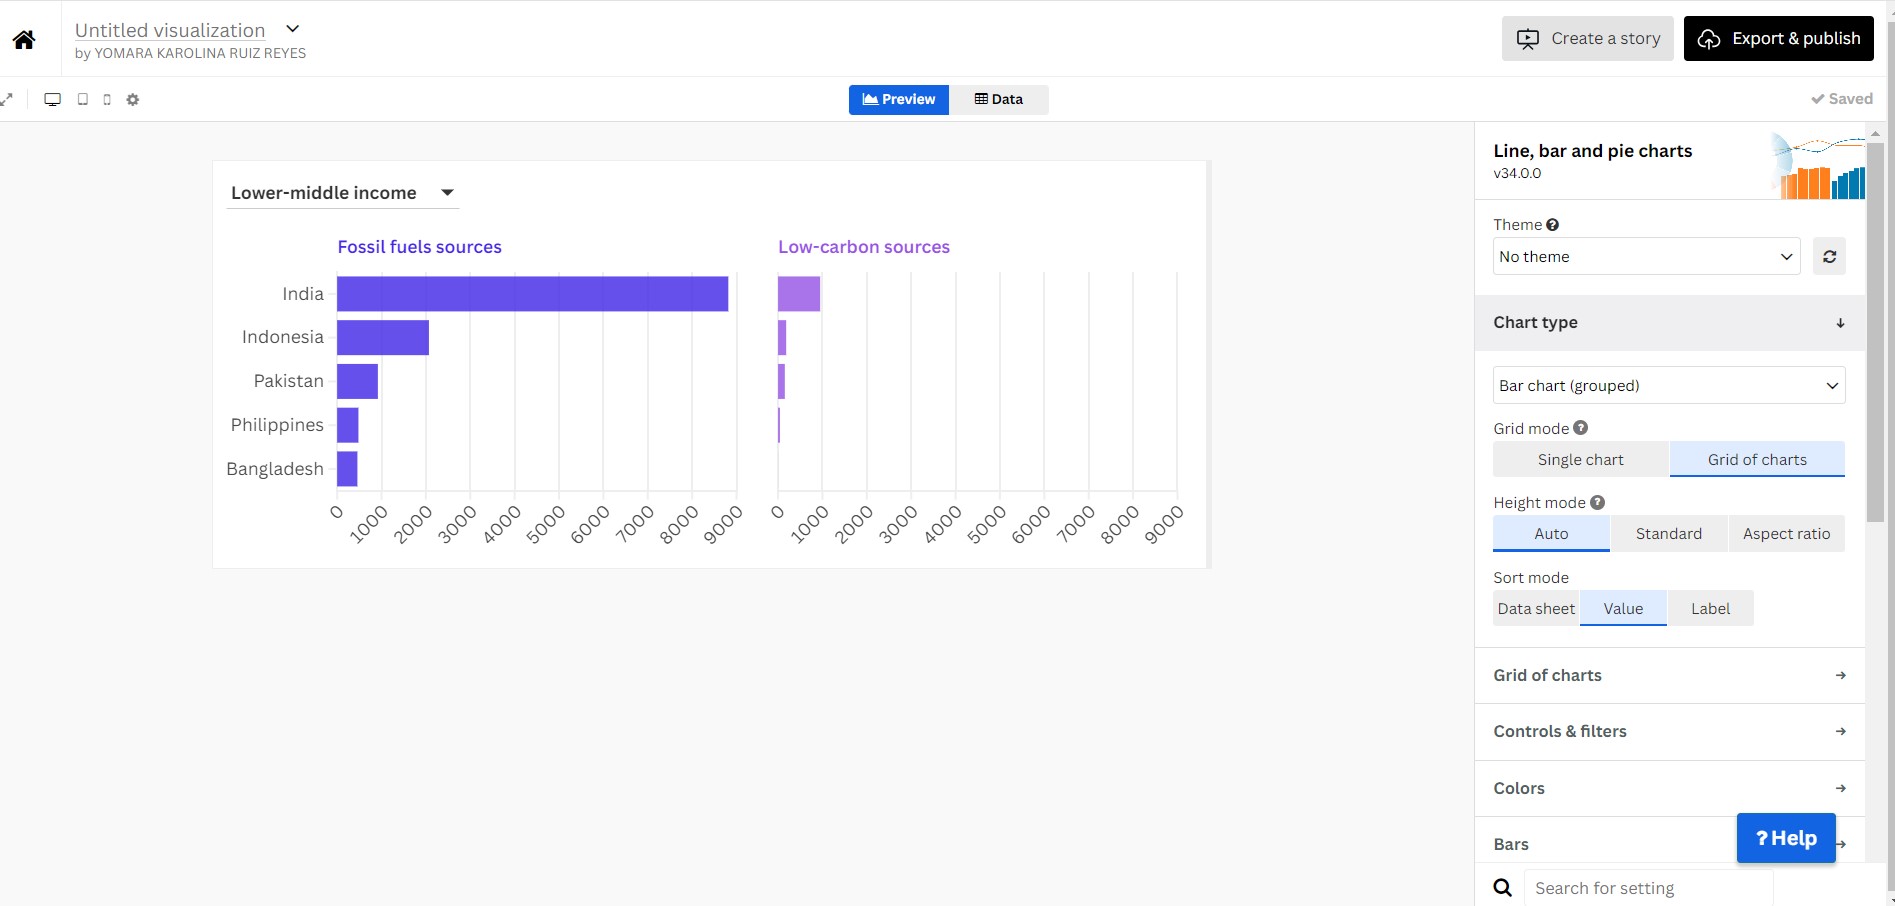 Untitled visualization
by YOMARA KAROLINA RUIZ REYES
Create a story
Export & publish
Preview
Data
Saved
Lower-middle income
Fossil fuels sources
Low-carbon sources
India
Indonesia
Pakistan
Philippines
Bangladesh
0 1000 2000 3000 4000 5000 6000 7000 8000 9000
0 1000 2000 3000 4000 5000 6000 7000 8000 9000
Line, bar and pie charts
v34.0.0
Theme ?
No theme
Chart type
Bar chart (grouped)
Grid mode ?
Single chart Grid of charts
Height mode ?
Auto Standard Aspect ratio
Sort mode
Data sheet Value Label
Grid of charts
Controls & filters
Colors
Bars
? Help
Search for setting